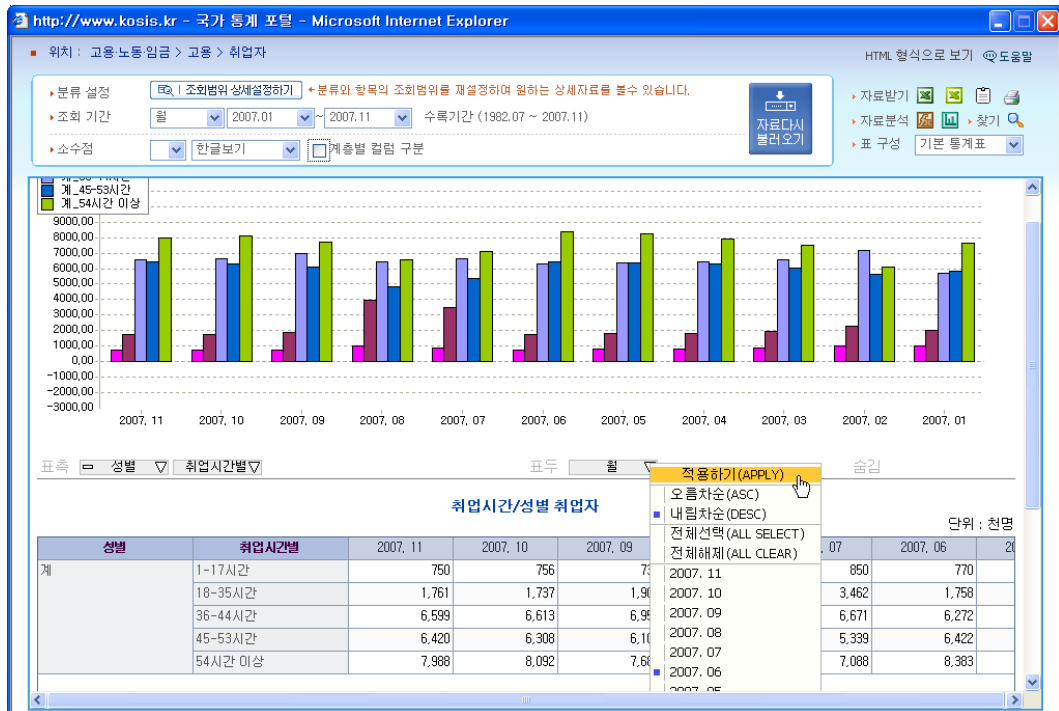 http://www.kosis.kr - 국가 통계 포털 - Microsoft Internet Explorer
위치 : 고용·노동·임금 > 고용 > 취업자
HTML 형식으로 보기 도움말
분류 설정 조회범위 상세설정하기 분류와 항목의 조회범위를 재설정하여 원하는 상세자료를 볼수 있습니다.
조회 기간 월 2007.01 ~ 2007.11 수록기간 (1982.07 ~ 2007.11)
소수점 한글보기 계층별 컬럼 구분
자료다시
불러오기
자료받기
자료분석 찾기
표 구성 기본 통계표
계_45-53시간
계_54시간 이상
9000,00
8000,00
7000,00
6000,00
5000,00
4000,00
3000,00
2000,00
1000,00
0,00
-1000,00
-2000,00
-3000,00
2007, 11 2007, 10 2007, 09 2007, 08 2007, 07 2007, 06 2007, 05 2007, 04 2007, 03 2007, 02 2007, 01
표측 성별 ▽ 취업시간별▽ 표두 월 ▽ 숨김
적용하기(APPLY)
오름차순(ASC)
내림차순(DESC)
전체선택(ALL SELECT)
전체해제(ALL CLEAR)
2007. 11
2007. 10
2007. 09
2007. 08
2007. 07
2007. 06
2007. 05
취업시간/성별 취업자
단위 : 천명
성별 취업시간별 2007, 11 2007, 10 2007, 09 07 2007, 06
계 1-17시간 750 756 850 770
18-35시간 1,761 1,737 3,462 1,758
36-44시간 6,599 6,613 6,671 6,272
45-53시간 6,420 6,308 5,339 6,422
54시간 이상 7,988 8,092 7,088 8,383